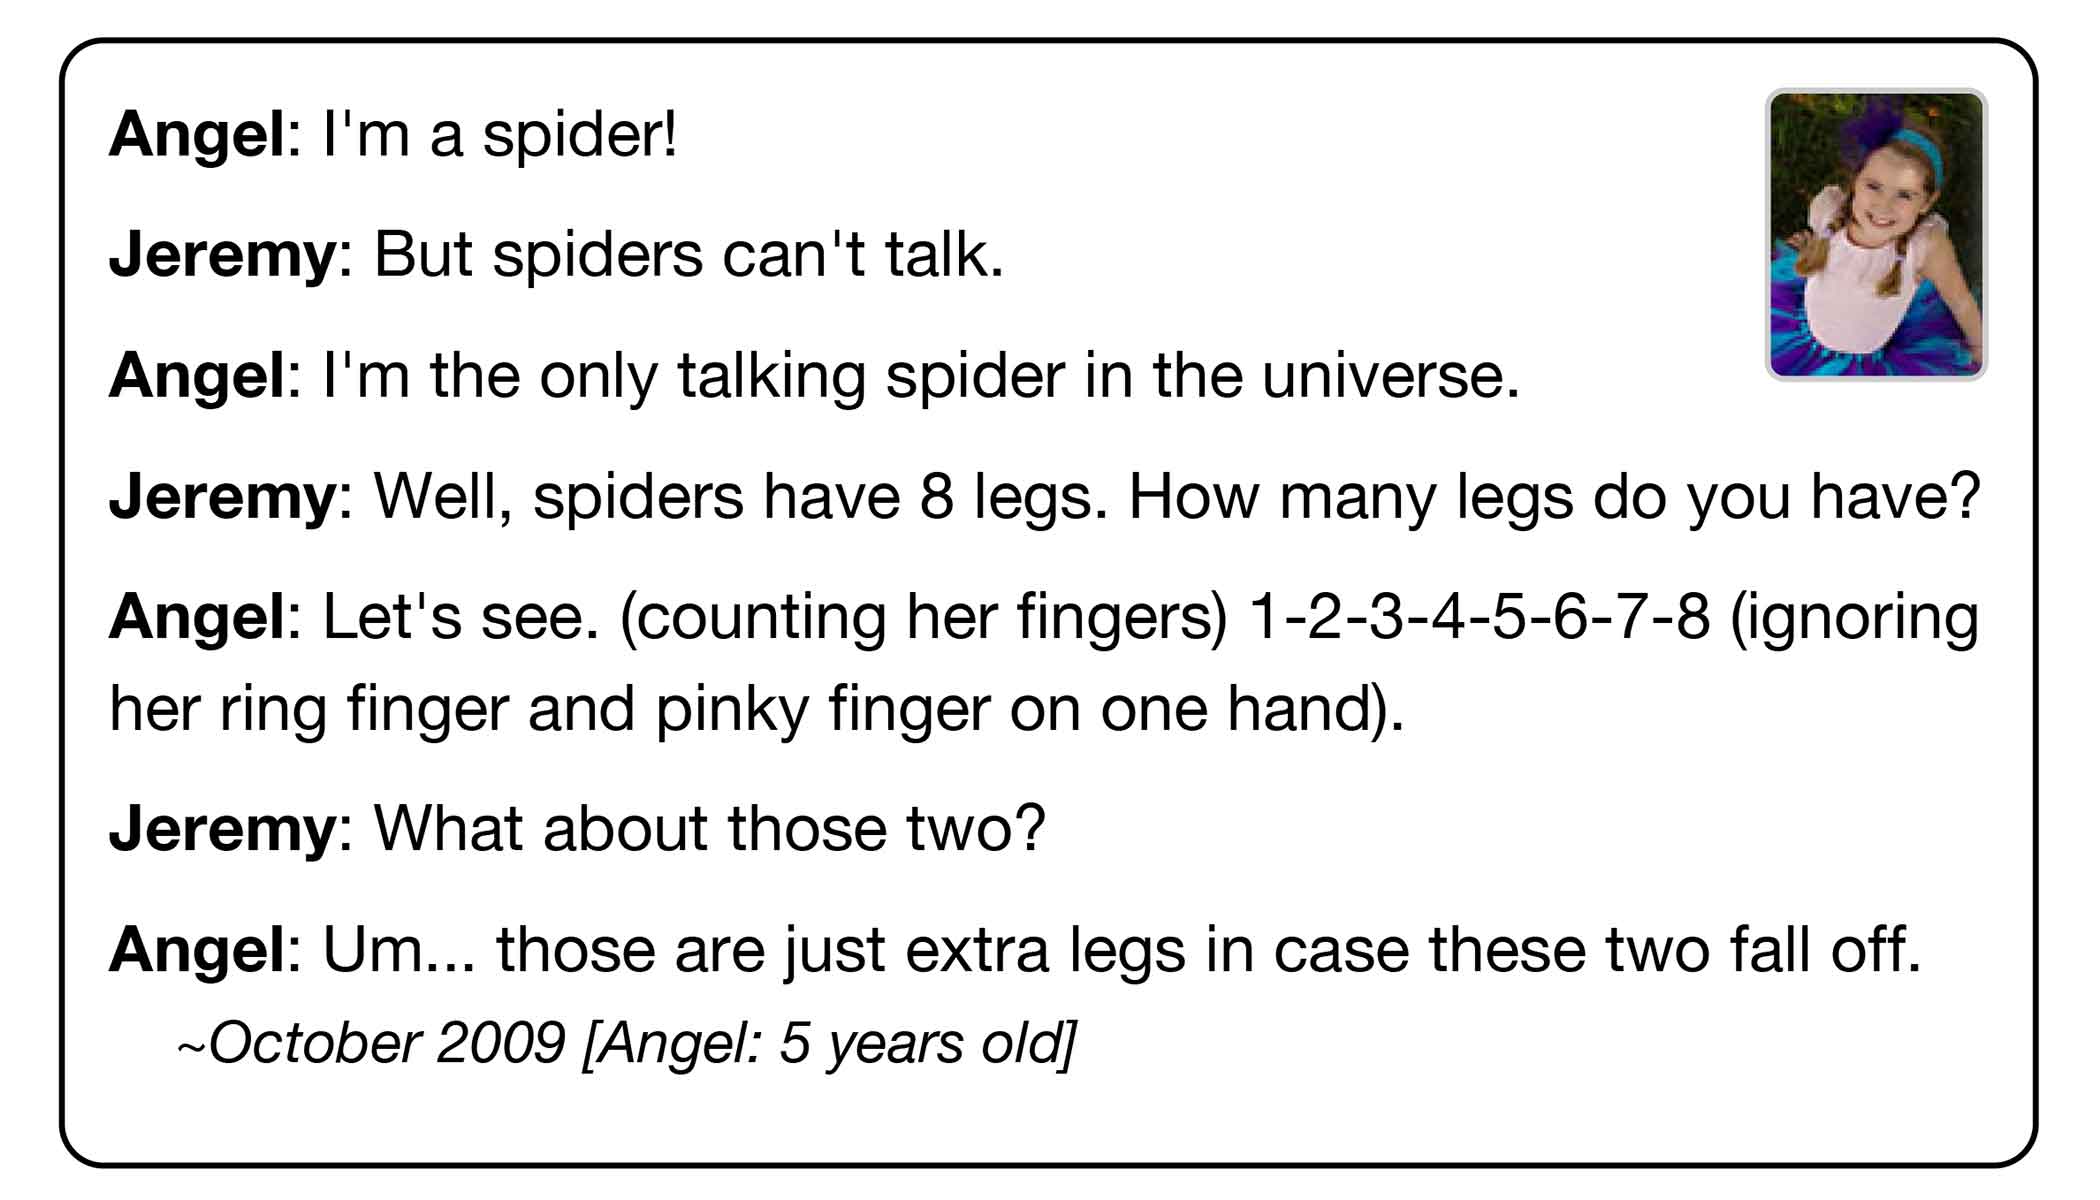 Angel: I'm a spider!
Jeremy: But spiders can't talk.
Angel: I'm the only talking spider in the universe.
Jeremy: Well, spiders have 8 legs. How many legs do you have?
Angel: Let's see. (counting her fingers) 1-2-3-4-5-6-7-8 (ignoring
her ring finger and pinky finger on one hand).
Jeremy: What about those two?
Angel: Um... those are just extra legs in case these two fall off.
~October 2009 [Angel: 5 years old]